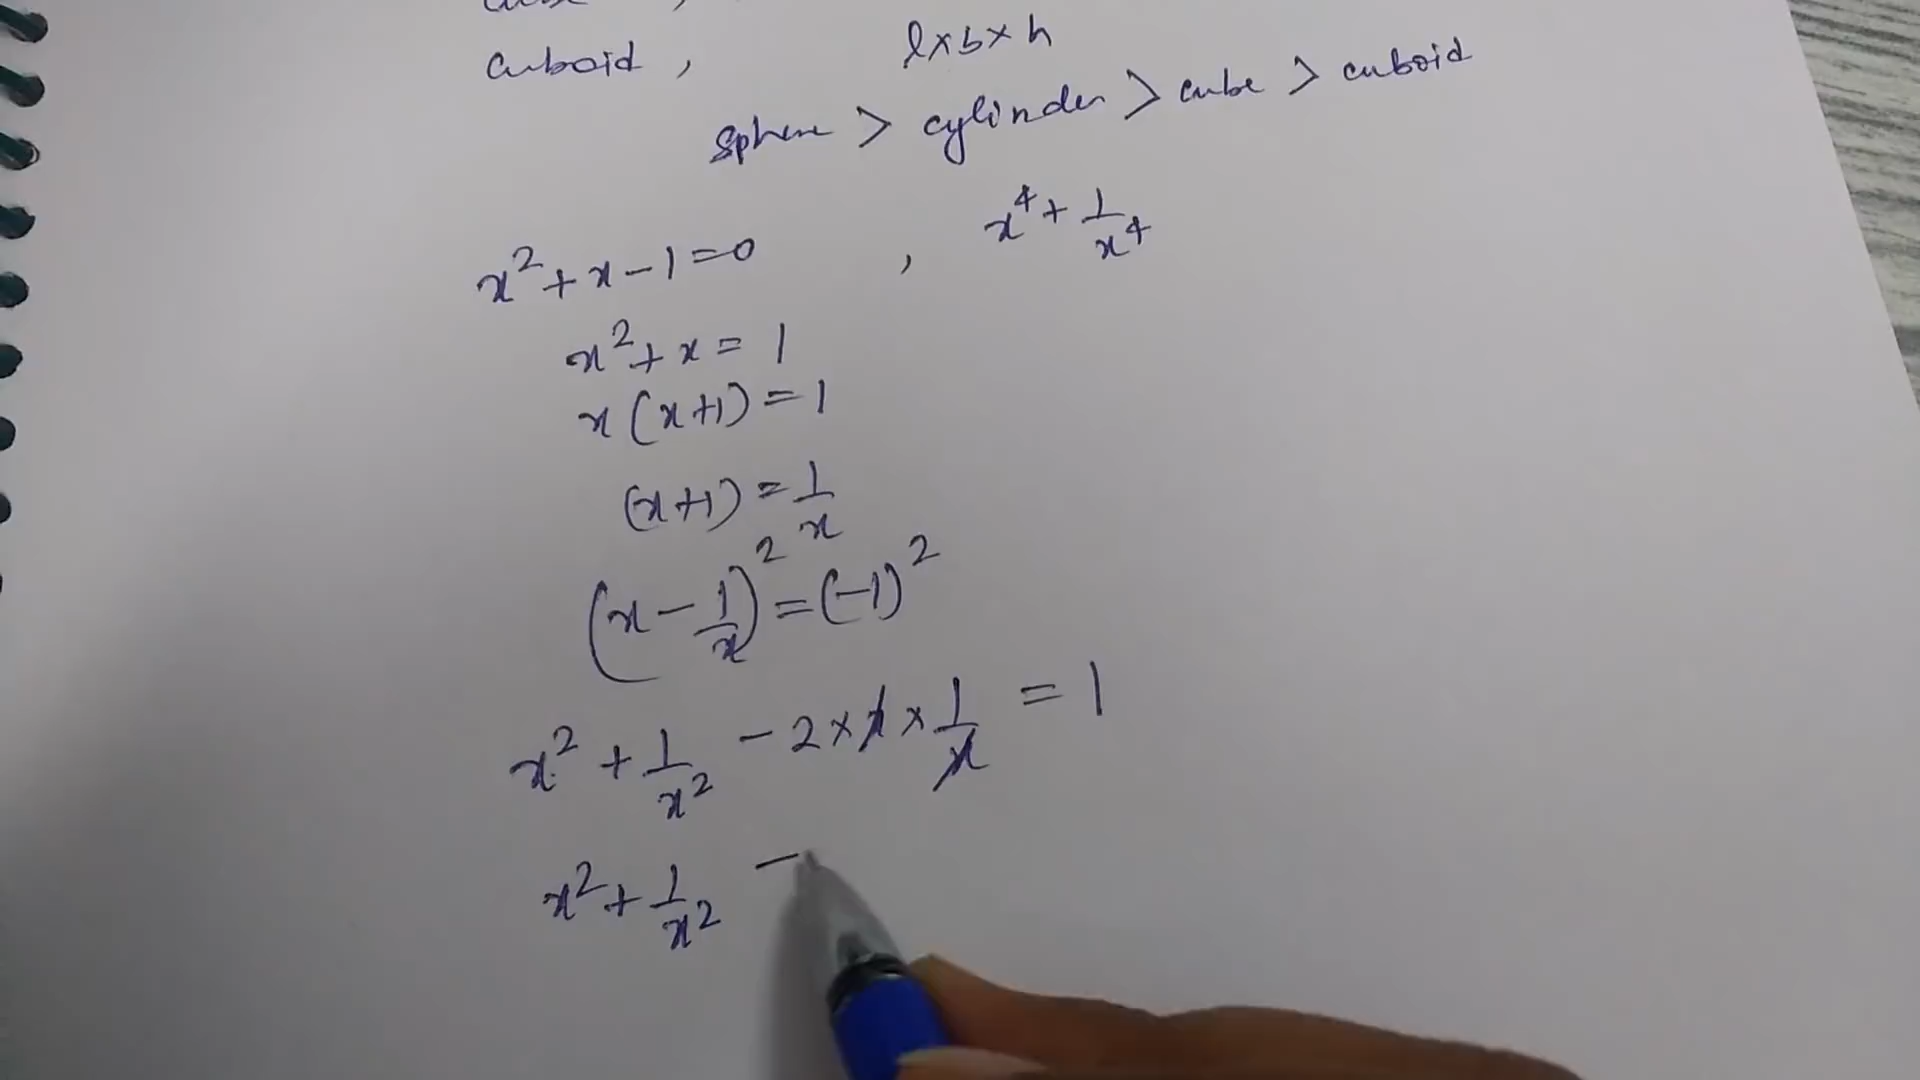 cuboid, l×b×h
sphere > cylinder > cube > cuboid
x² + x - 1 = 0 , x⁴ + 1/x⁴
x² + x = 1
x (x+1) = 1
(x+1) = 1/x
(x - 1/x)² = (-1)²
x² + 1/x² - 2 × x × 1/x = 1
x² + 1/x² -